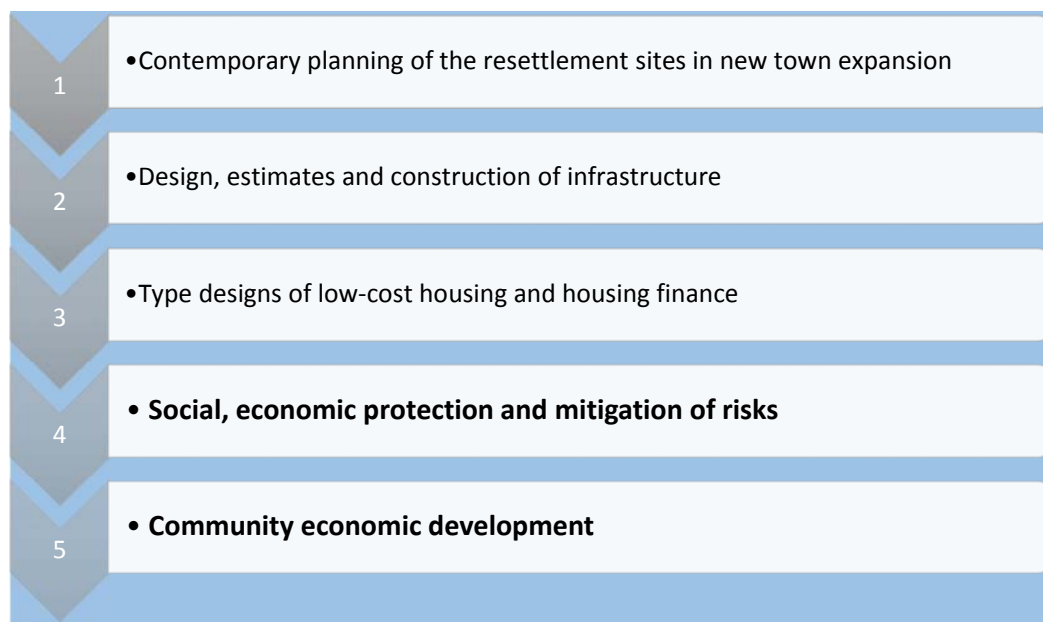 1
•Contemporary planning of the resettlement sites in new town expansion
2
•Design, estimates and construction of infrastructure
3
•Type designs of low-cost housing and housing finance
4
• Social, economic protection and mitigation of risks
5
• Community economic development